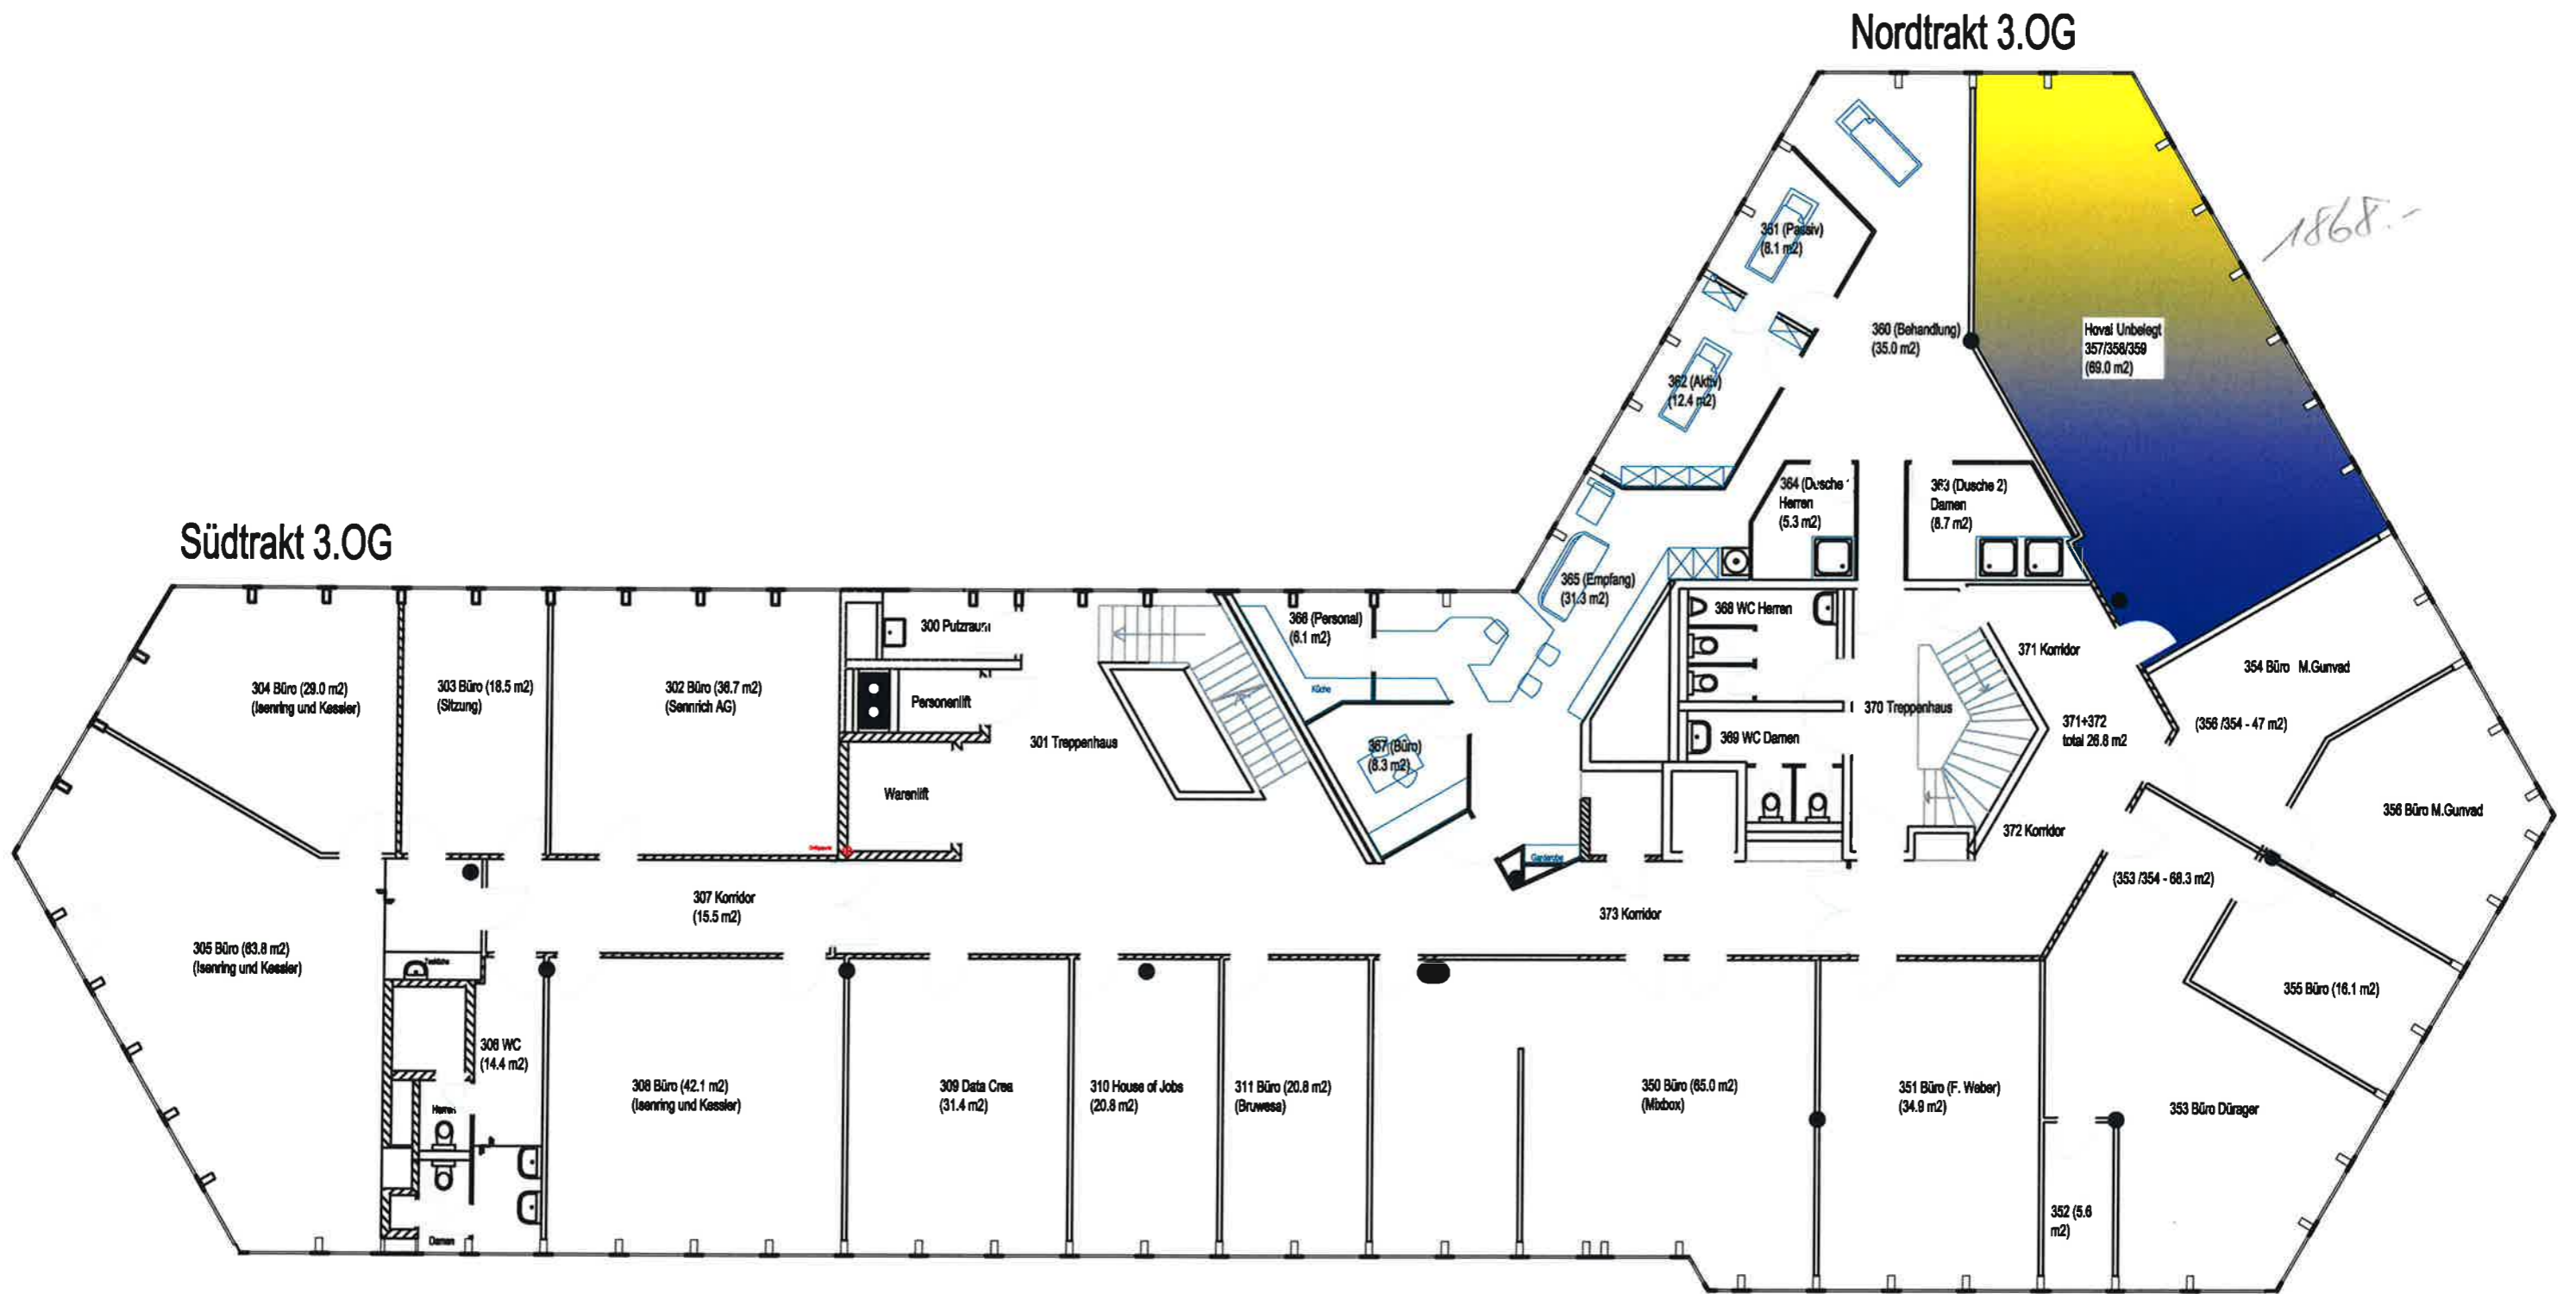 Nordtrakt 3.OG
1868.-
361 (Passiv)
(8.1 m2)
360 (Behandlung)
(35.0 m2)
Hoval Unbelegt
357/358/359
(69.0 m2)
362 (Aktiv)
(12.4 m2)
364 (Dusche
Herren
(5.3 m2)
363 (Dusche 2)
Damen
(8.7 m2)
Südtrakt 3.OG
365 (Empfang)
(31.3 m2)
300 Putzraum
366 (Personal)
(6.1 m2)
368 WC Herren
371 Korridor
354 Büro M.Gunvad
304 Büro (29.0 m2)
(Isenring und Kessler)
303 Büro (18.5 m2)
(Sitzung)
302 Büro (36.7 m2)
(Sennrich AG)
Personenlift
Küche
370 Treppenhaus
371+372
total 26.8 m2
(356 /354 - 47 m2)
301 Treppenhaus
367 (Büro)
(8.3 m2)
369 WC Damen
Warenlift
356 Büro M.Gunvad
372 Korridor
Garderobe
(353 /354 - 68.3 m2)
307 Korridor
(15.5 m2)
373 Korridor
305 Büro (63.8 m2)
(Isenring und Kessler)
355 Büro (16.1 m2)
306 WC
(14.4 m2)
308 Büro (42.1 m2)
(Isenring und Kessler)
309 Data Crea
(31.4 m2)
310 House of Jobs
(20.8 m2)
311 Büro (20.8 m2)
(Bruwesa)
350 Büro (65.0 m2)
(Mixbox)
351 Büro (F. Weber)
(34.9 m2)
353 Büro Dürager
Herren
352 (5.6
m2)
Damen